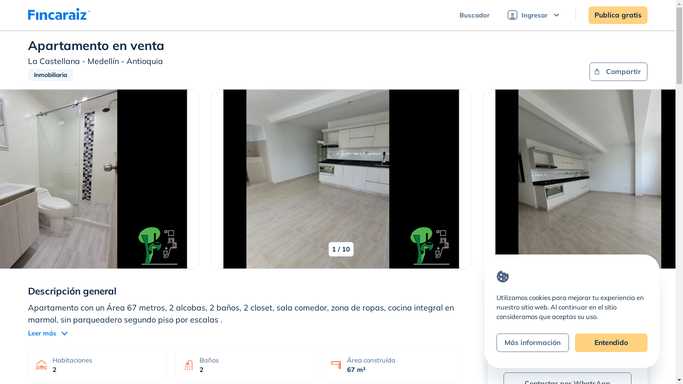 Fincaraiz
Buscador
Ingresar
Publica gratis
Apartamento en venta
La Castellana - Medellín - Antioquia
Inmobiliaria
Compartir
1 / 10
Descripción general
Apartamento con un Área 67 metros, 2 alcobas, 2 baños, 2 closet, sala comedor, zona de ropas, cocina integral en
marmol, sin parqueadero segundo piso por escalas .
Leer más
Habitaciones
2
Baños
2
Área construída
67 m²
Utilizamos cookies para mejorar tu experiencia en
nuestro sitio web. Al continuar en el sitio
consideramos que aceptas su uso.
Más información
Entendido
Contactar por WhatsApp